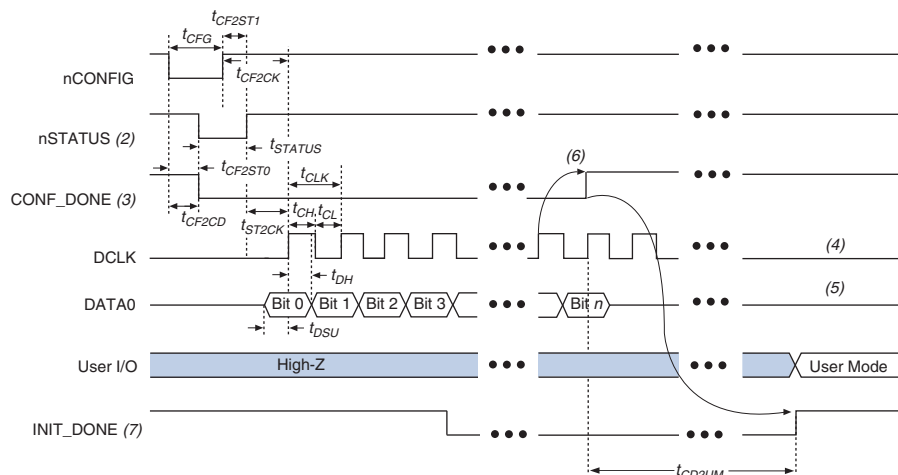 tCF2ST1
tCFG
nCONFIG
tCF2CK
nSTATUS (2)
tSTATUS
tCF2ST0
tCLK
(6)
CONF_DONE (3)
tCF2CD
tST2CK
tCH
tCL
DCLK
(4)
tDH
DATA0
Bit 0
Bit 1
Bit 2
Bit 3
Bit n
(5)
tDSU
User I/O
High-Z
User Mode
INIT_DONE (7)
tCD2UM